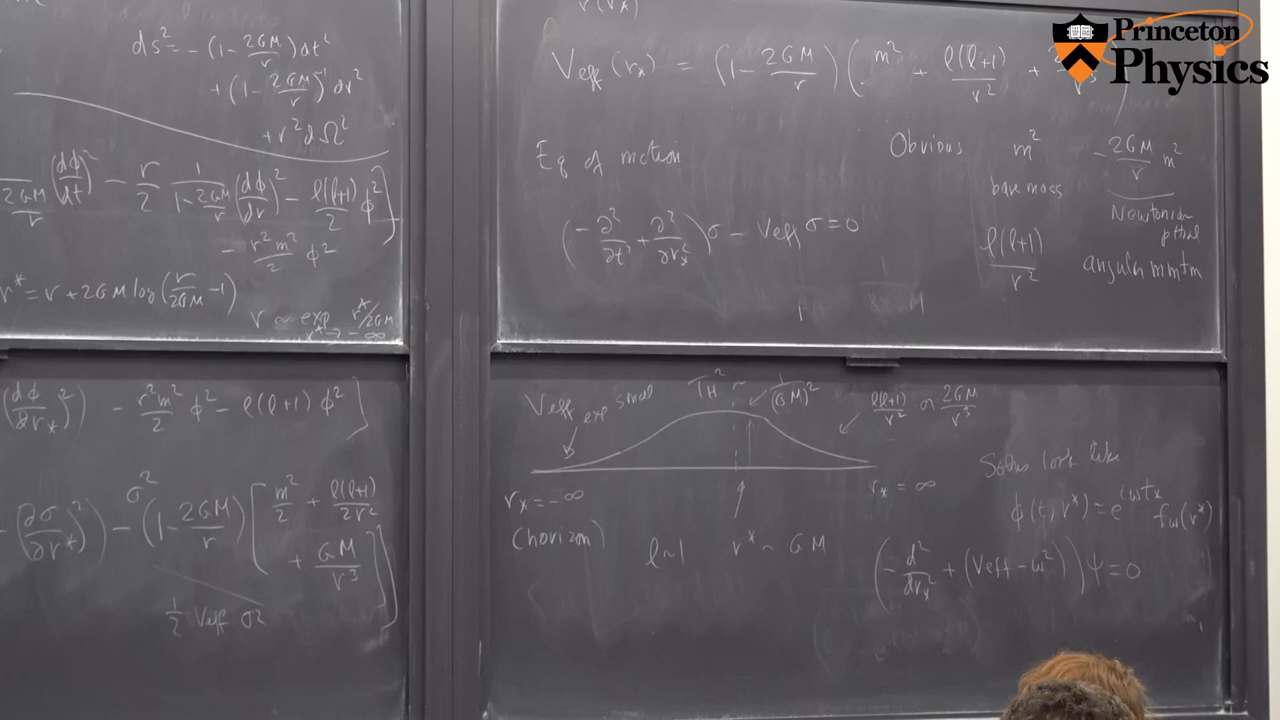 ds² = -(1-2GM/r)dt²
+(1-2GM/r)⁻¹dr²
+r²dΩ²
2GM/r (dϕ/dt)² - r/2 1/(1-2GM/r) (dϕ/dr)² - l(l+1)/2 ϕ²]
- r²m²/2 ϕ²
r* = r + 2GM log(r/2GM - 1)
r ~ exp r*/2GM
r* → -∞
(dϕ/dr*)²) - r²m²/2 ϕ² - l(l+1) ϕ²]
-(∂σ/∂r*)²) - σ²(1-2GM/r)[m²/2 + l(l+1)/2r²
+ GM/r³]]
½ Veff σ²
r(r*)
Veff(r*) = (1-2GM/r)(m² + l(l+1)/r² +
Eq of motion
(-∂²/∂t² + ∂²/∂r*²)σ - Veff σ = 0
Obvious m² -2GM/r m²
bare mass
Newtonian
l(l+1)/r² angular mmtm
Veff exp small T_H² ~ 1/(GM)² l(l+1)/r² or 2GM/r³
r* = -∞ r* = ∞
(horizon)
l~1 r* ~ GM
Solns look like
ϕ(t, r*) = e^{iωt} f_ω(r*)
(-d²/dr*² + (Veff - ω²))ψ = 0
Princeton
Physics